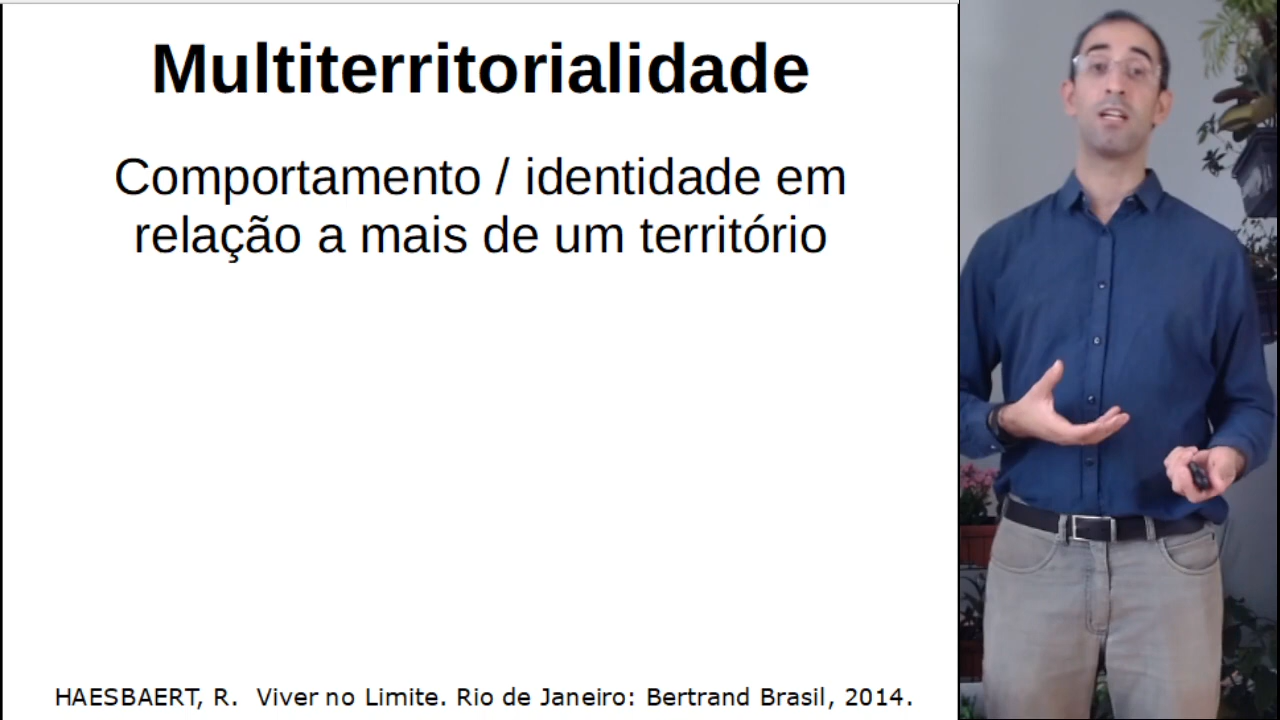 Multiterritorialidade
Comportamento / identidade em
relação a mais de um território
HAESBAERT, R.  Viver no Limite. Rio de Janeiro: Bertrand Brasil, 2014.